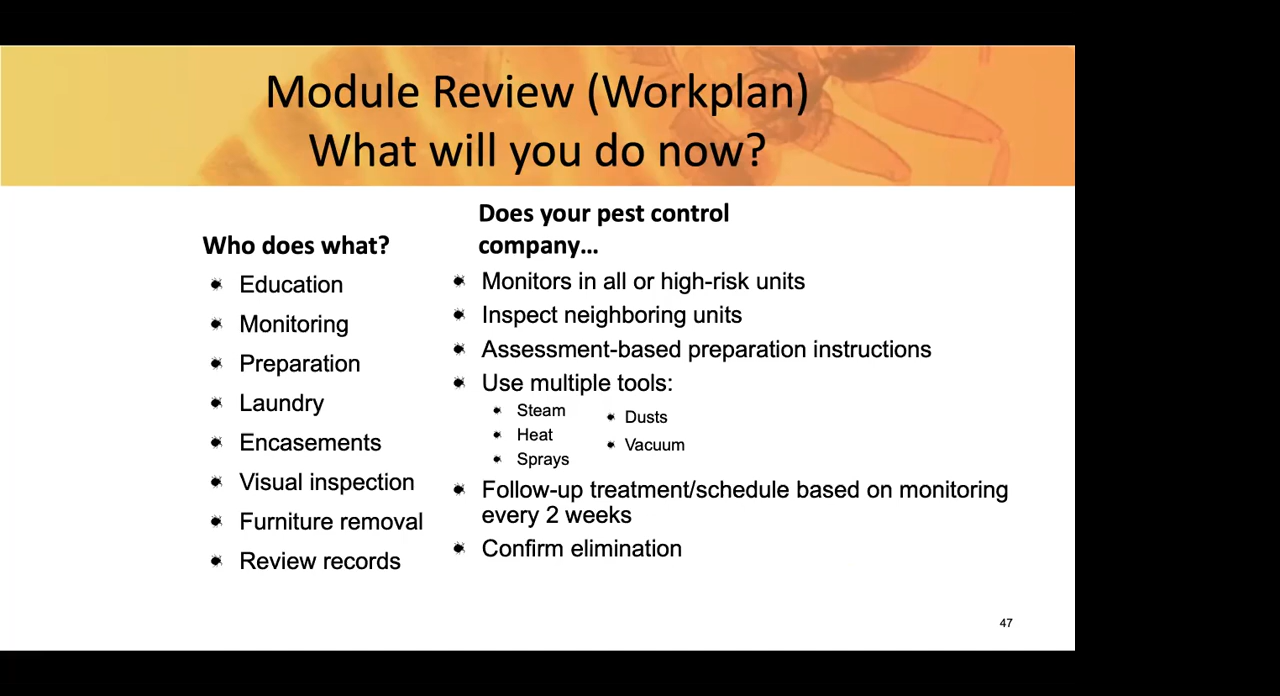 Module Review (Workplan)
What will you do now?
Who does what?
Education
Monitoring
Preparation
Laundry
Encasements
Visual inspection
Furniture removal
Review records
Does your pest control
company...
Monitors in all or high-risk units
Inspect neighboring units
Assessment-based preparation instructions
Use multiple tools:
Steam
Heat
Sprays
Dusts
Vacuum
Follow-up treatment/schedule based on monitoring
every 2 weeks
Confirm elimination
47